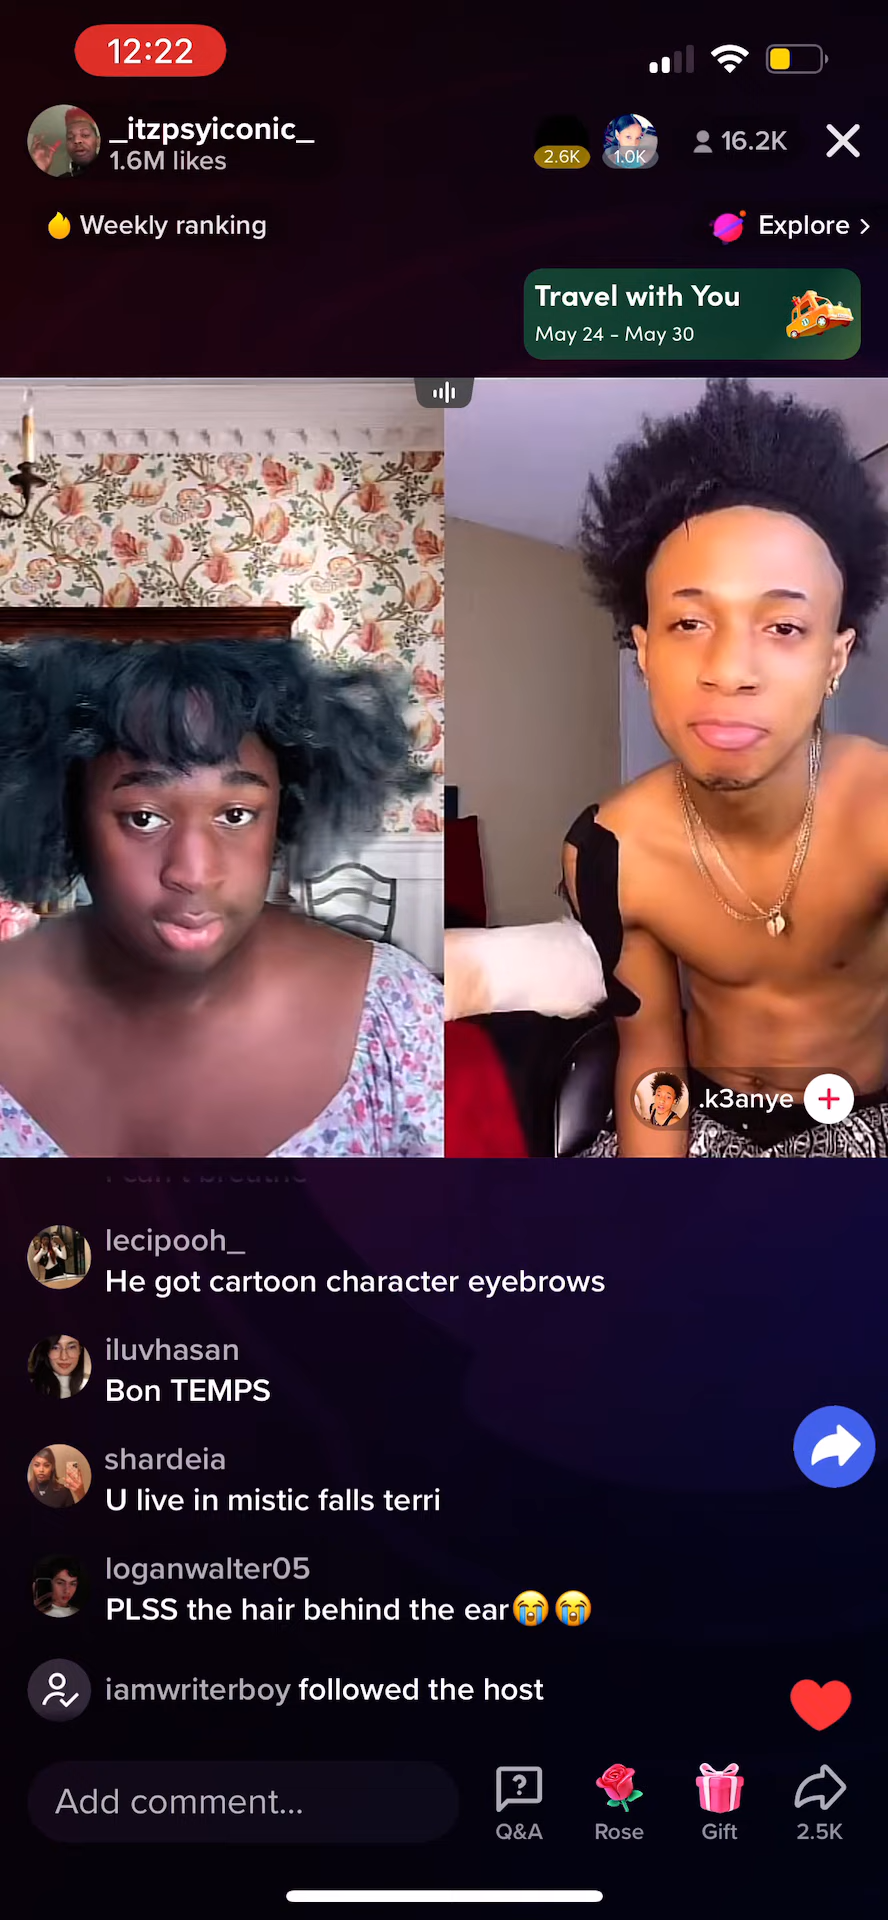 12:22
_itzpsyiconic_
1.6M likes
2.6K
1.0K
16.2K
Weekly ranking
Explore >
Travel with You
May 24 - May 30
.k3anye
lecipooh_
He got cartoon character eyebrows
iluvhasan
Bon TEMPS
shardeia
U live in mistic falls terri
loganwalter05
PLSS the hair behind the ear😭😭
iamwriterboy followed the host
Add comment...
Q&A
Rose
Gift
2.5K